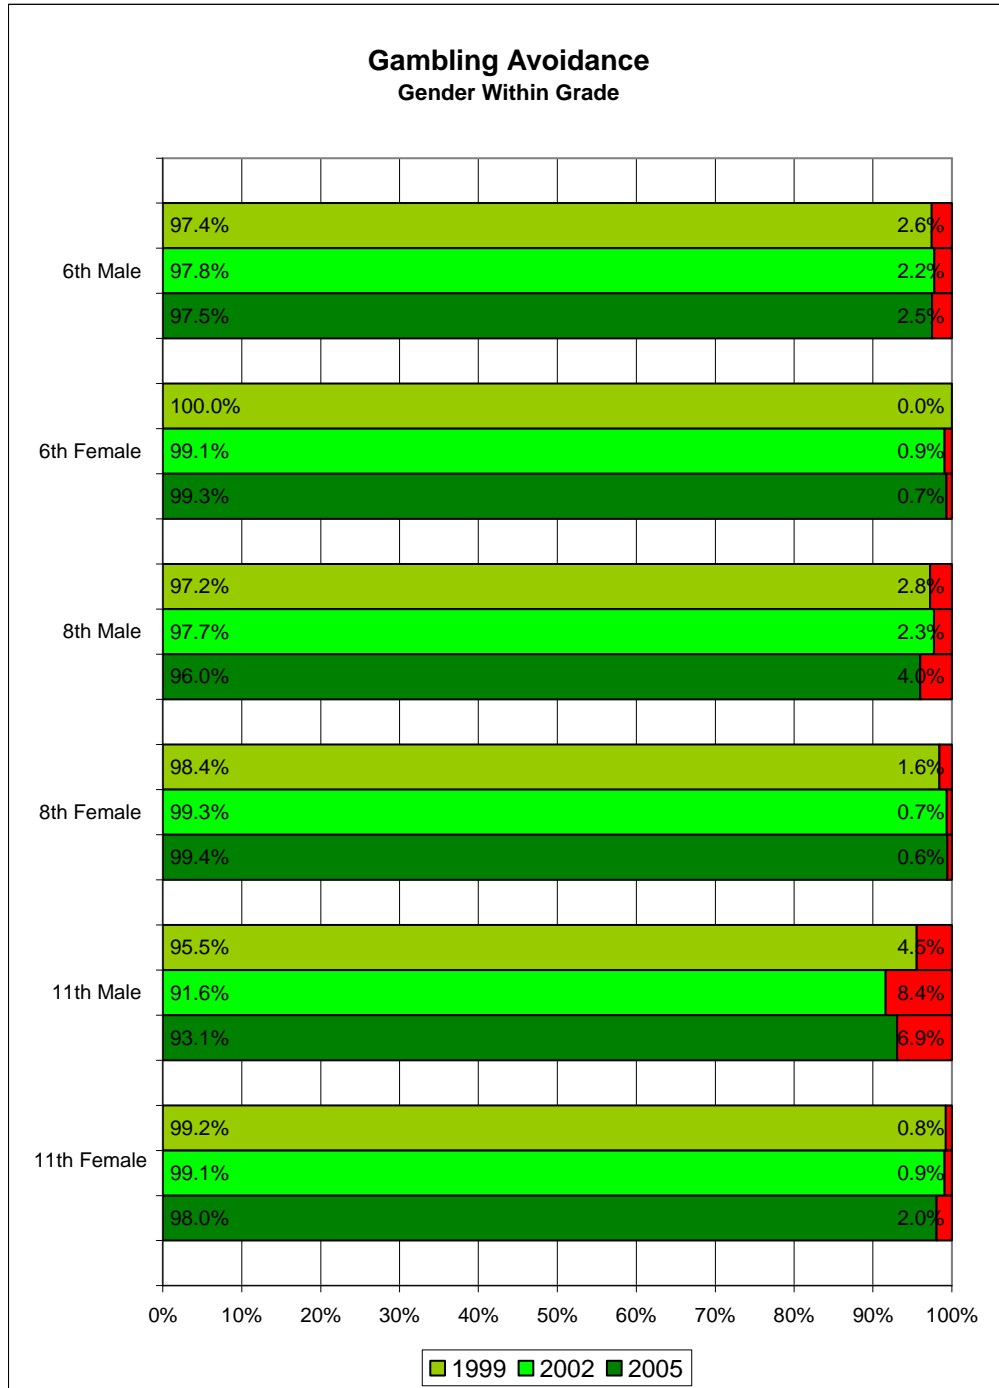 Gambling Avoidance
Gender Within Grade
97.4% 2.6%
6th Male 97.8% 2.2%
97.5% 2.5%
100.0% 0.0%
6th Female 99.1% 0.9%
99.3% 0.7%
97.2% 2.8%
8th Male 97.7% 2.3%
96.0% 4.0%
98.4% 1.6%
8th Female 99.3% 0.7%
99.4% 0.6%
95.5% 4.5%
11th Male 91.6% 8.4%
93.1% 6.9%
99.2% 0.8%
11th Female 99.1% 0.9%
98.0% 2.0%
0% 10% 20% 30% 40% 50% 60% 70% 80% 90% 100%
1999 2002 2005